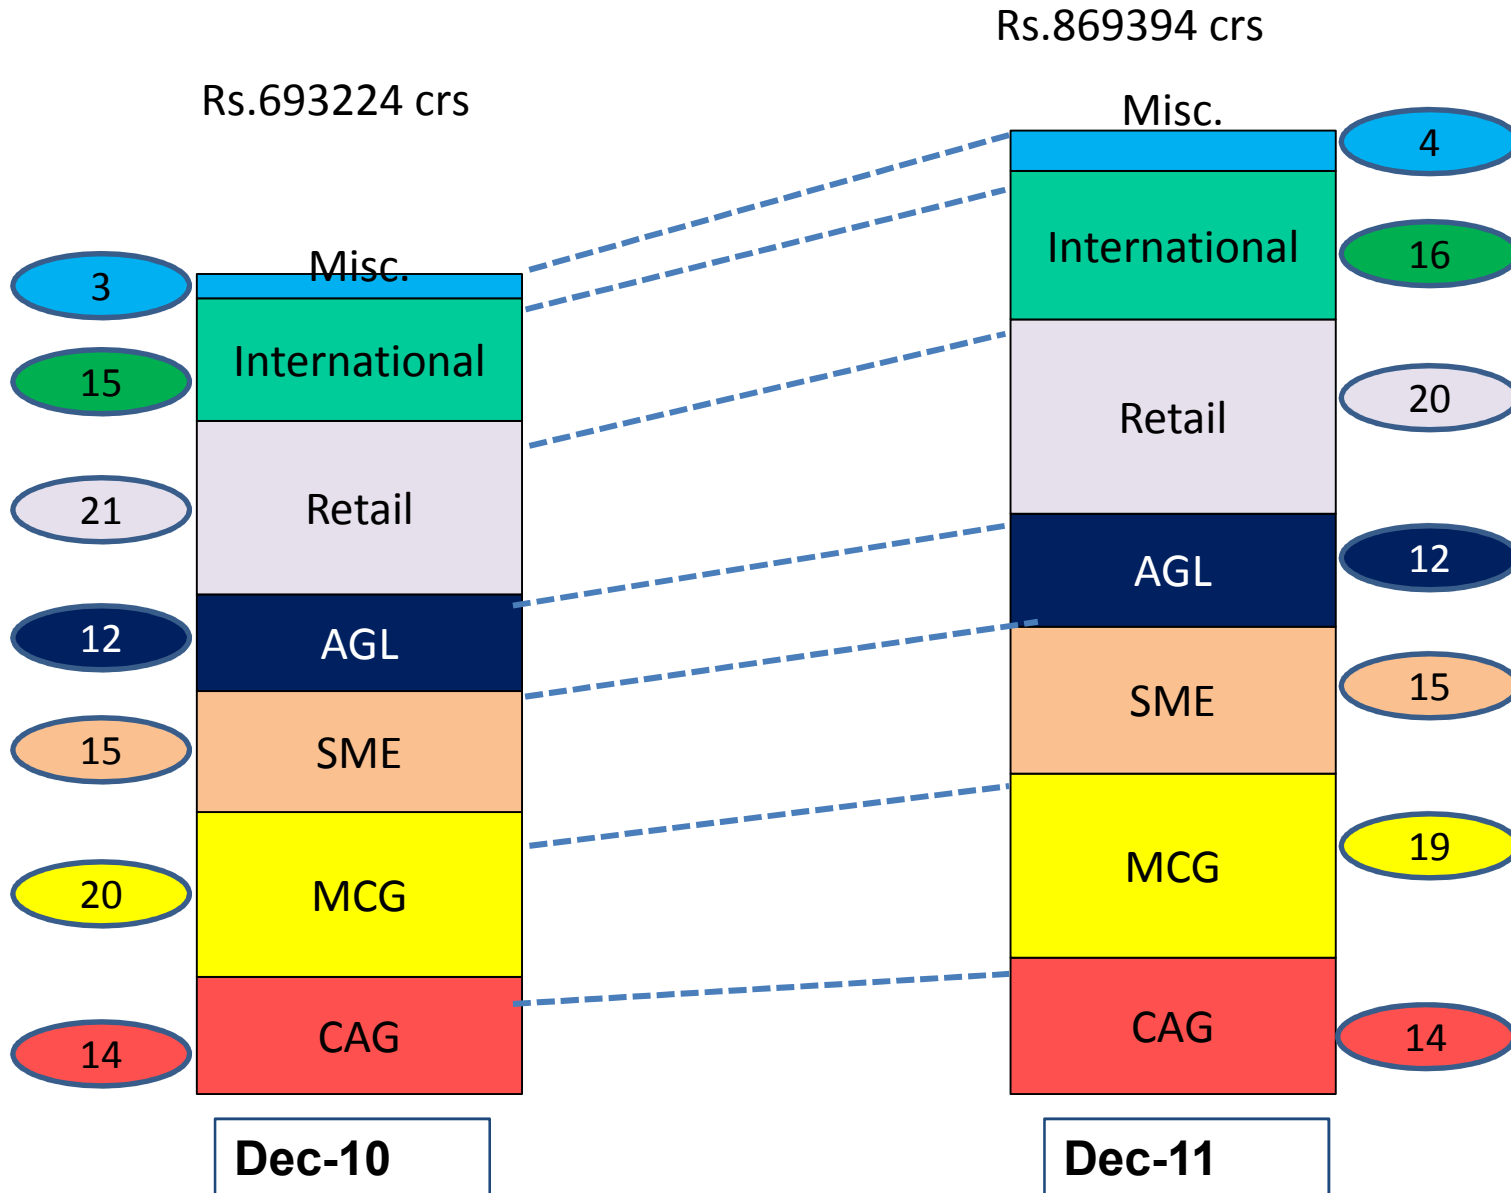 Rs.869394 crs
Rs.693224 crs
Misc.
4
International
16
Misc.
3
International
15
Retail
20
Retail
21
AGL
12
AGL
12
SME
15
SME
15
MCG
19
MCG
20
CAG
14
CAG
14
Dec-10
Dec-11